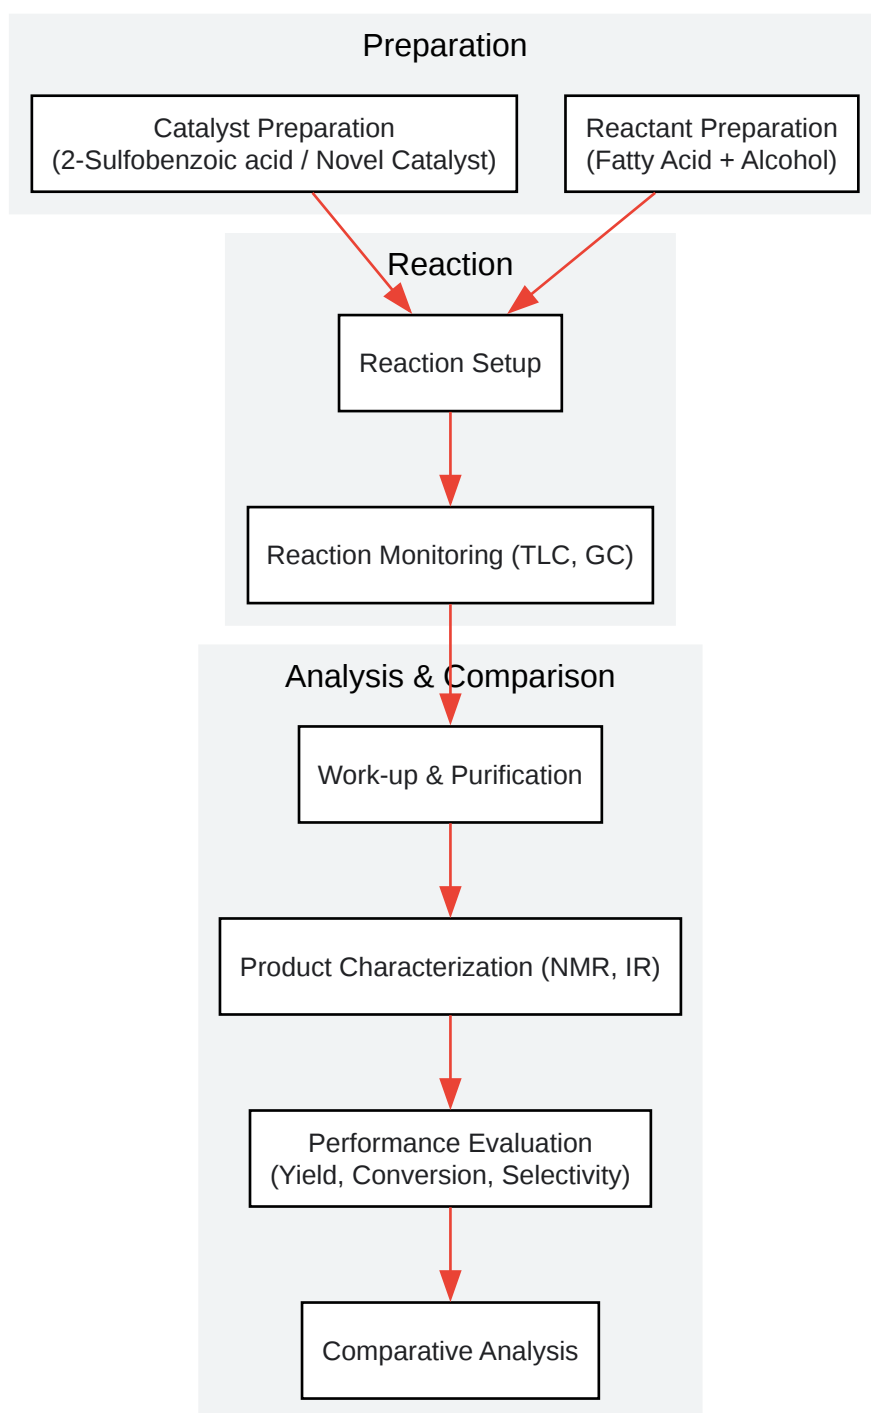 Preparation
Catalyst Preparation
(2-Sulfobenzoic acid / Novel Catalyst)
Reactant Preparation
(Fatty Acid + Alcohol)
Reaction
Reaction Setup
Reaction Monitoring (TLC, GC)
Analysis & Comparison
Work-up & Purification
Product Characterization (NMR, IR)
Performance Evaluation
(Yield, Conversion, Selectivity)
Comparative Analysis